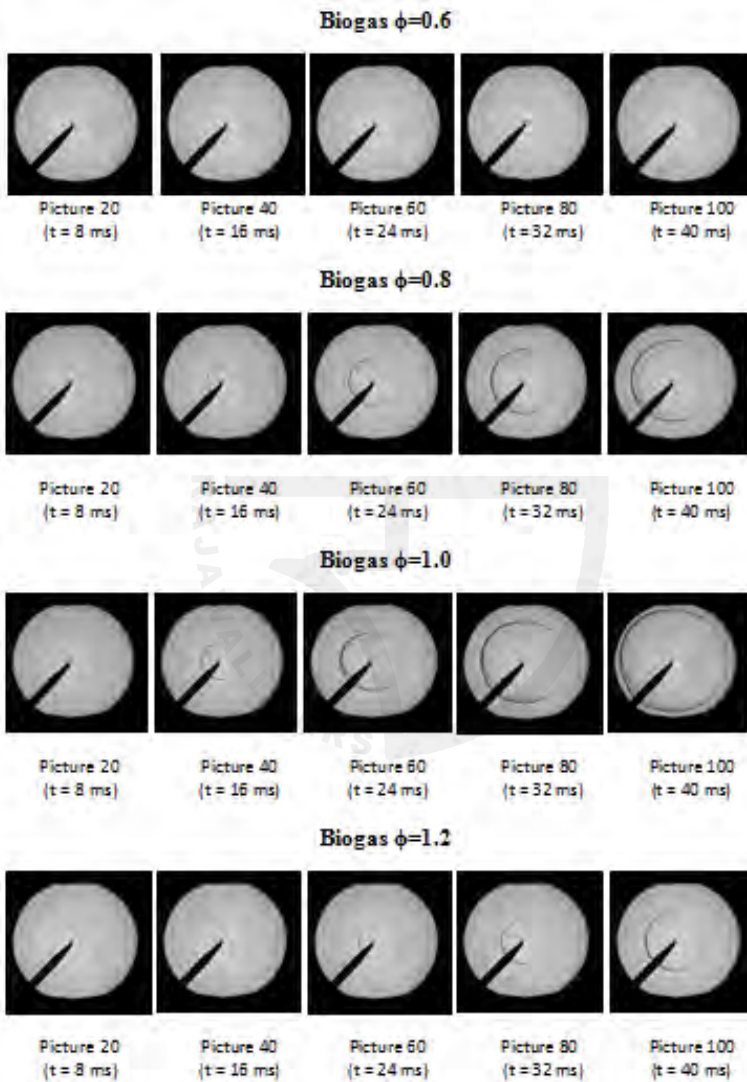 Biogas ϕ=0.6
Picture 20 Picture 40 Picture 60 Picture 80 Picture 100
(t = 8 ms) (t = 16 ms) (t = 24 ms) (t = 32 ms) (t = 40 ms)
Biogas ϕ=0.8
Picture 20 Picture 40 Picture 60 Picture 80 Picture 100
(t = 8 ms) (t = 16 ms) (t = 24 ms) (t = 32 ms) (t = 40 ms)
Biogas ϕ=1.0
Picture 20 Picture 40 Picture 60 Picture 80 Picture 100
(t = 8 ms) (t = 16 ms) (t = 24 ms) (t = 32 ms) (t = 40 ms)
Biogas ϕ=1.2
Picture 20 Picture 40 Picture 60 Picture 80 Picture 100
(t = 8 ms) (t = 16 ms) (t = 24 ms) (t = 32 ms) (t = 40 ms)